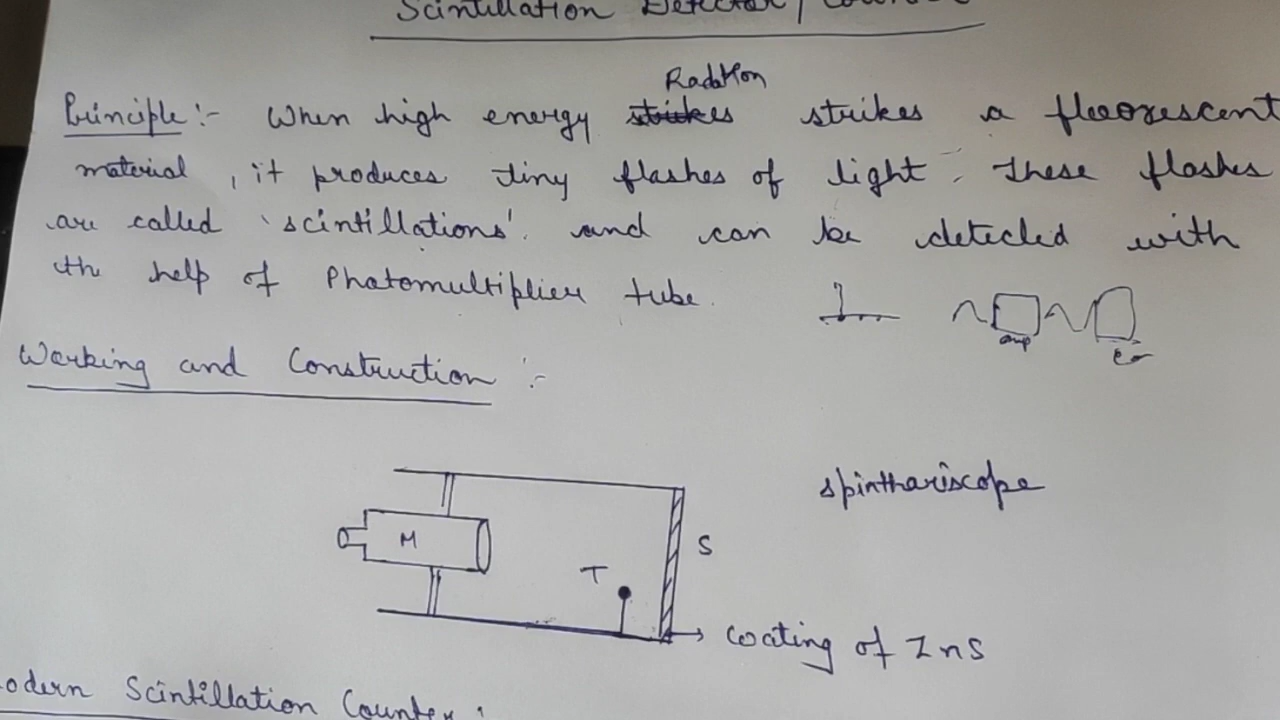 Scintillation Detector /
Radation
Principle :- When high energy strikes strikes a fluorescent
material , it produces tiny flashes of light . These flashes
are called 'scintillations'. and can be detected with
the help of Photomultiplier tube.
amp
Working and Construction :-
spinthariscope
M
S
T
coating of ZnS
odern Scintillation Counter :